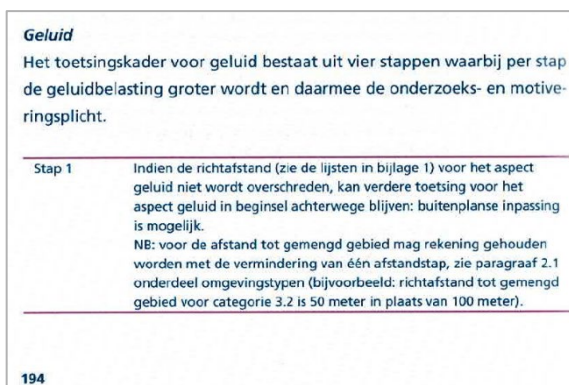 Geluid
Het toetsingskader voor geluid bestaat uit vier stappen waarbij per stap
de geluidbelasting groter wordt en daarmee de onderzoeks- en motive-
ringsplicht.
Stap 1 Indien de richtafstand (zie de lijsten in bijlage 1) voor het aspect
geluid niet wordt overschreden, kan verdere toetsing voor het
aspect geluid in beginsel achterwege blijven: buitenplanse inpassing
is mogelijk.
NB: voor de afstand tot gemengd gebied mag rekening gehouden
worden met de vermindering van één afstandstap, zie paragraaf 2.1
onderdeel omgevingstypen (bijvoorbeeld: richtafstand tot gemengd
gebied voor categorie 3.2 is 50 meter in plaats van 100 meter).
194